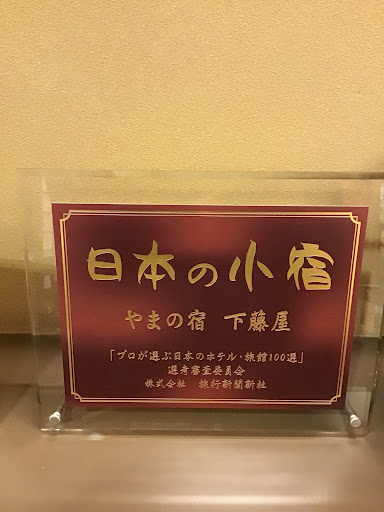 日本の小宿
やまの宿 下藤屋
「プロが選ぶ日本のホテル・旅館100選」
選考審査委員会
株式会社 旅行新聞新社